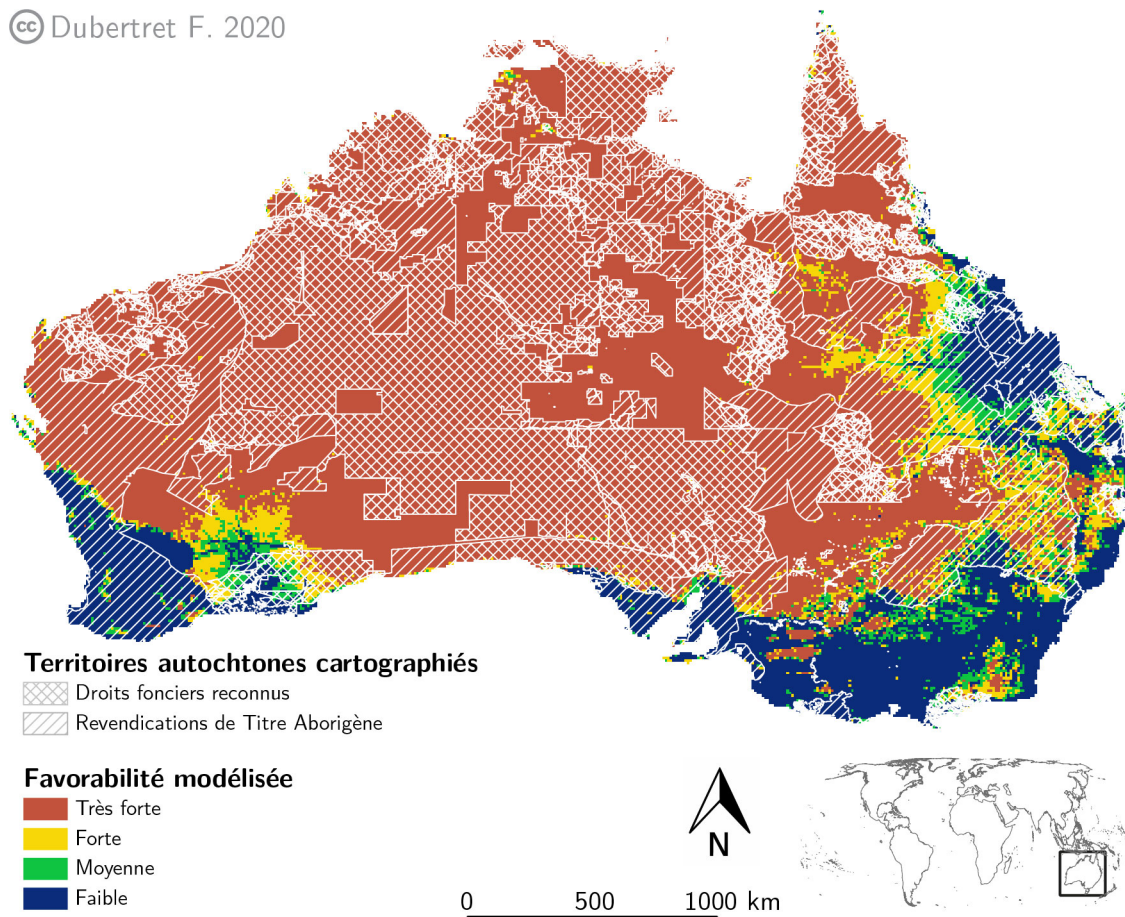 cc Dubertret F. 2020
Territoires autochtones cartographiés
Droits fonciers reconnus
Revendications de Titre Aborigène
Favorabilité modélisée
Très forte
Forte
Moyenne
Faible
N
0 500 1000 km